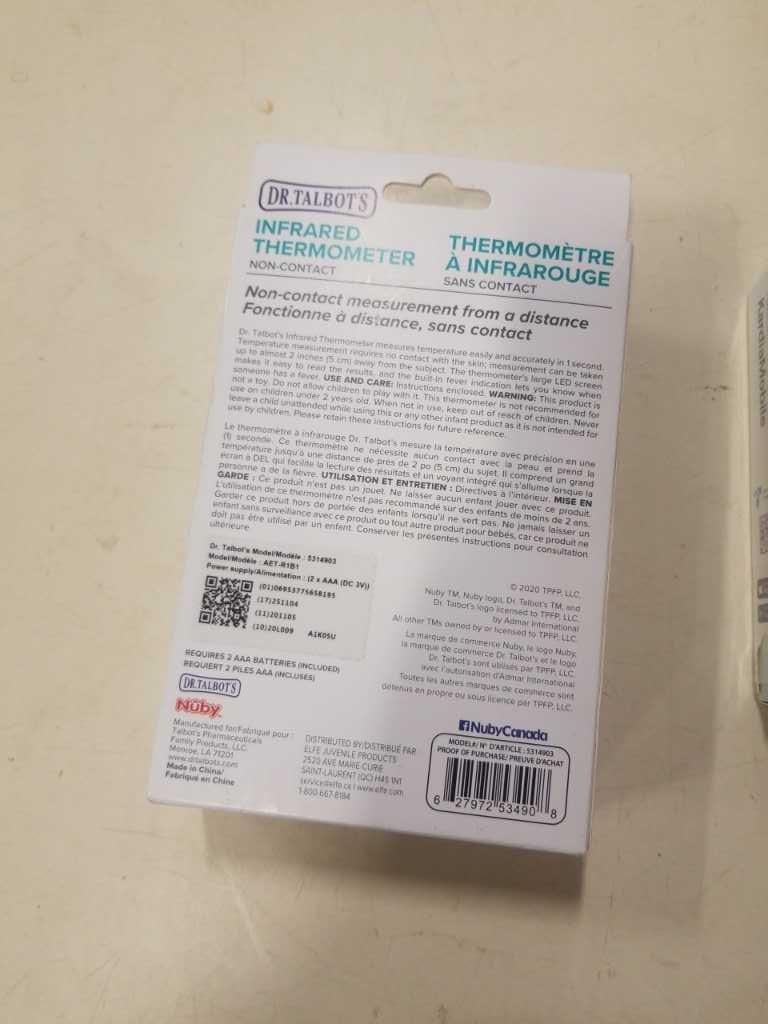 DR.TALBOT'S
INFRARED
THERMOMETER
NON-CONTACT
THERMOMÈTRE
À INFRAROUGE
SANS CONTACT
Non-contact measurement from a distance
Fonctionne à distance, sans contact
Dr. Talbot's Infrared Thermometer measures temperature easily and accurately in 1 second.
Temperature measurement requires no contact with the skin; measurement can be taken
up to almost 2 inches (5 cm) away from the subject. The thermometer's large LED screen
makes it easy to read the results, and the built-in fever indication lets you know when
someone has a fever. USE AND CARE: Instructions enclosed. WARNING: This product is
not a toy. Do not allow children to play with it. This thermometer is not recommended for
use on children under 2 years old. When not in use, keep out of reach of children. Never
leave a child unattended while using this or any other infant product as it is not intended for
use by children. Please retain these instructions for future reference.
Le thermomètre à infrarouge Dr. Talbot's mesure la température avec précision en une
(1) seconde. Ce thermomètre ne nécessite aucun contact avec la peau et prend la
température jusqu'à une distance de près de 2 po (5 cm) du sujet. Il comprend un grand
écran à DEL qui facilite la lecture des résultats et un voyant intégré qui s'allume lorsque la
personne a de la fièvre. UTILISATION ET ENTRETIEN : Directives à l'intérieur. MISE EN
GARDE : Ce produit n'est pas un jouet. Ne laisser aucun enfant jouer avec ce produit.
L'utilisation de ce thermomètre n'est pas recommandé sur des enfants de moins de 2 ans.
Garder ce produit hors de portée des enfants lorsqu'il ne sert pas. Ne jamais laisser un
enfant sans surveillance avec ce produit ou tout autre produit pour bébés, car ce produit ne
doit pas être utilisé par un enfant. Conserver les présentes instructions pour consultation
ultérieure.
Dr. Talbot's Model/Modèle : 5314903
Model/Modèle : AET-R1B1
Power supply/Alimentation : (2 x AAA (DC 3V))
(01)06953775658195
(17)251104
(11)201105
(10)20L009 A1K05U
REQUIRES 2 AAA BATTERIES (INCLUDED)
REQUIERT 2 PILES AAA (INCLUSES)
DR.TALBOT'S
Nûby
Manufactured for/Fabriqué pour :
Talbot's Pharmaceuticals
Family Products, LLC.
Monroe, LA 71201
www.drtalbots.com
Made in China/
Fabriqué en Chine
DISTRIBUTED BY/DISTRIBUÉ PAR
ELFE JUVENILE PRODUCTS
2520 AVE MARIE-CURIE
SAINT-LAURENT (QC) H4S 1N1
service@elfe.ca | www.elfe.com
1-800-667-8184
© 2020 TPFP, LLC.
Nuby TM, Nuby logo, Dr. Talbot's TM, and
Dr. Talbot's logo licensed to TPFP, LLC.
by Admar International
All other TMs owned by or licensed to TPFP, LLC.
La marque de commerce Nuby, le logo Nuby,
la marque de commerce Dr. Talbot's et le logo
Dr. Talbot's sont utilisés par TPFP, LLC.
avec l'autorisation d'Admar International
Toutes les autres marques de commerce sont
détenus en propre ou sous licence par TPFP, LLC.
NubyCanada
MODEL#/ N° D'ARTICLE : 5314903
PROOF OF PURCHASE/ PREUVE D'ACHAT
6 27972 53490 8
KardiaMobile